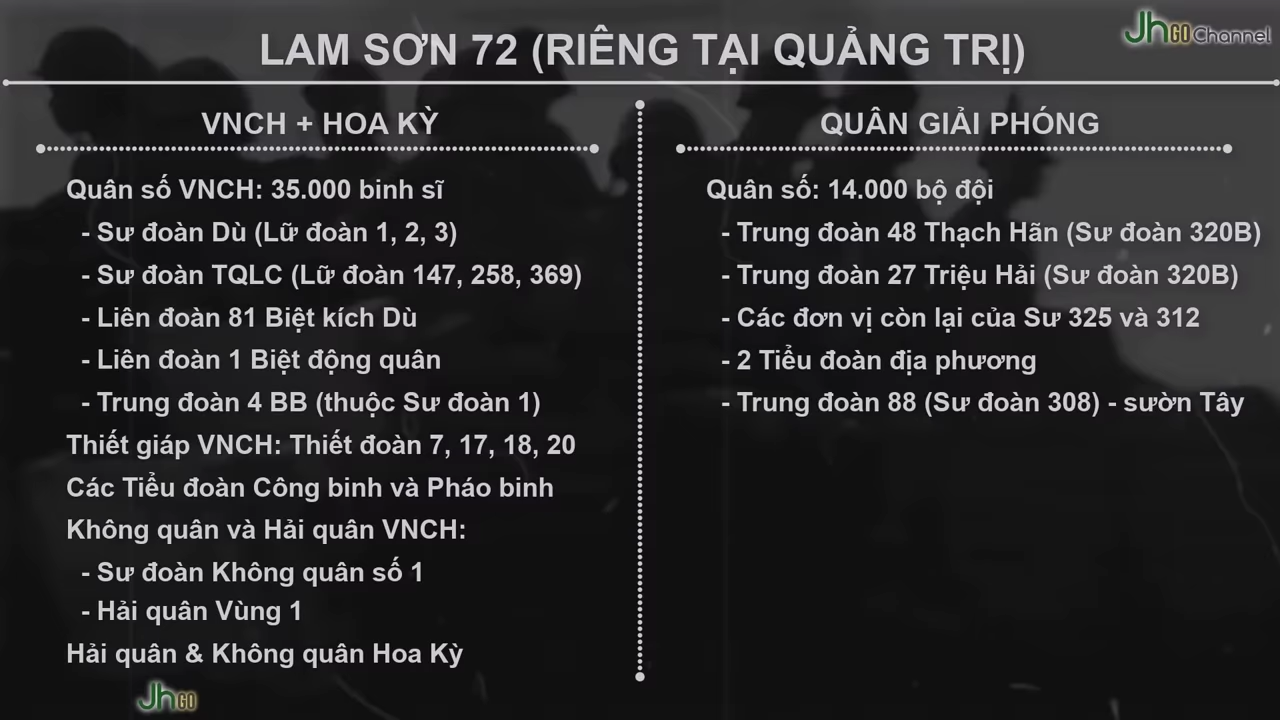 JhGO Channel
LAM SƠN 72 (RIÊNG TẠI QUẢNG TRỊ)
VNCH + HOA KỲ
Quân số VNCH: 35.000 binh sĩ
- Sư đoàn Dù (Lữ đoàn 1, 2, 3)
- Sư đoàn TQLC (Lữ đoàn 147, 258, 369)
- Liên đoàn 81 Biệt kích Dù
- Liên đoàn 1 Biệt động quân
- Trung đoàn 4 BB (thuộc Sư đoàn 1)
Thiết giáp VNCH: Thiết đoàn 7, 17, 18, 20
Các Tiểu đoàn Công binh và Pháo binh
Không quân và Hải quân VNCH:
- Sư đoàn Không quân số 1
- Hải quân Vùng 1
Hải quân & Không quân Hoa Kỳ
QUÂN GIẢI PHÓNG
Quân số: 14.000 bộ đội
- Trung đoàn 48 Thạch Hãn (Sư đoàn 320B)
- Trung đoàn 27 Triệu Hải (Sư đoàn 320B)
- Các đơn vị còn lại của Sư 325 và 312
- 2 Tiểu đoàn địa phương
- Trung đoàn 88 (Sư đoàn 308) - sườn Tây
JhGO